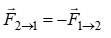 F⃗₂→₁ = −F⃗₁→₂